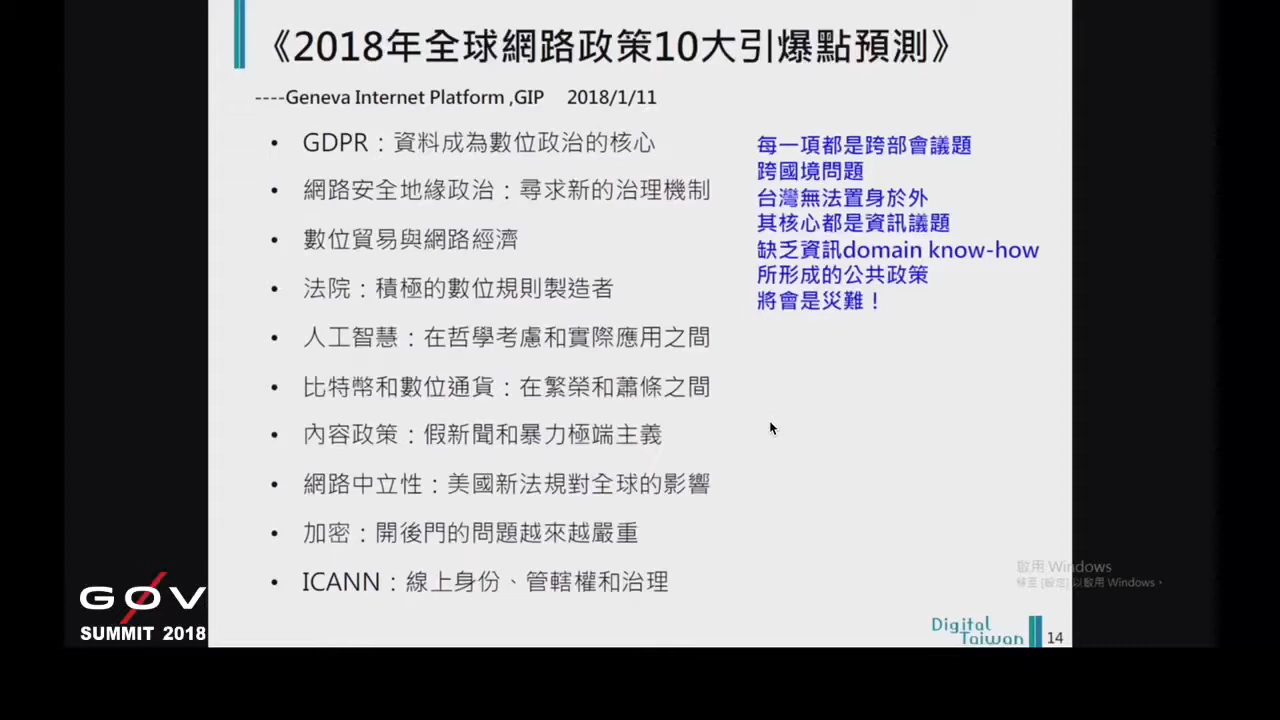 《2018年全球網路政策10大引爆點預測》
----Geneva Internet Platform ,GIP 2018/1/11
• GDPR：資料成為數位政治的核心
• 網路安全地緣政治：尋求新的治理機制
• 數位貿易與網路經濟
• 法院：積極的數位規則製造者
• 人工智慧：在哲學考慮和實際應用之間
• 比特幣和數位通貨：在繁榮和蕭條之間
• 內容政策：假新聞和暴力極端主義
• 網路中立性：美國新法規對全球的影響
• 加密：開後門的問題越來越嚴重
• ICANN：線上身份、管轄權和治理
每一項都是跨部會議題
跨國境問題
台灣無法置身於外
其核心都是資訊議題
缺乏資訊domain know-how
所形成的公共政策
將會是災難！
啟用 Windows
移至 [設定] 以啟用 Windows。
GOV
SUMMIT 2018
Digital
Taiwan
14